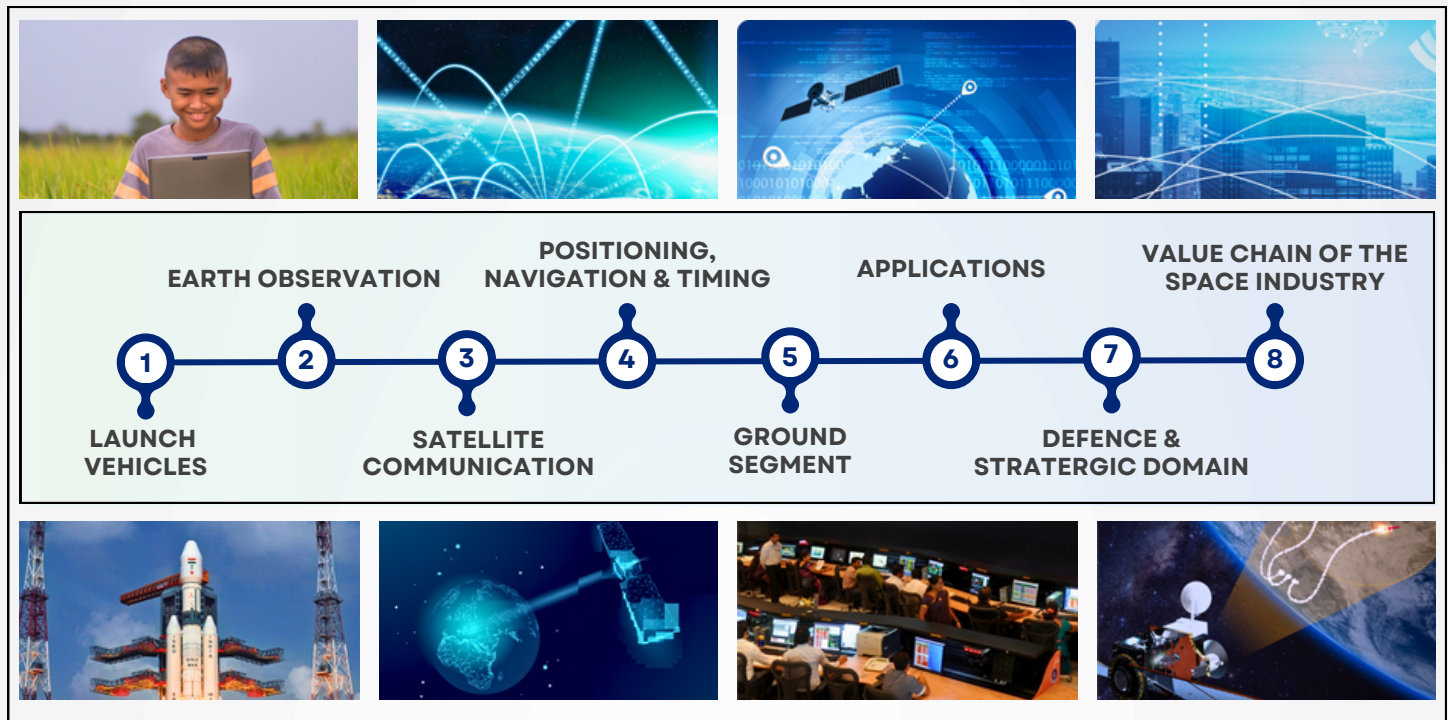 EARTH OBSERVATION
POSITIONING,
NAVIGATION & TIMING
APPLICATIONS
VALUE CHAIN OF THE
SPACE INDUSTRY
1
2
3
4
5
6
7
8
LAUNCH
VEHICLES
SATELLITE
COMMUNICATION
GROUND
SEGMENT
DEFENCE &
STRATERGIC DOMAIN